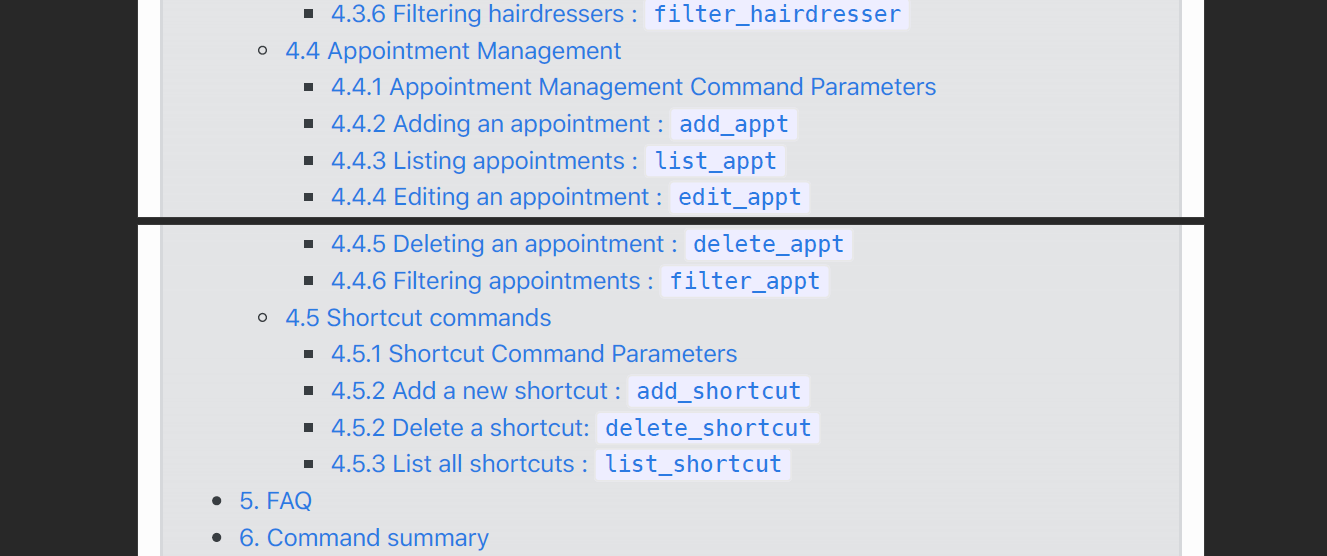 4.3.6 Filtering hairdressers : filter_hairdresser
4.4 Appointment Management
4.4.1 Appointment Management Command Parameters
4.4.2 Adding an appointment : add_appt
4.4.3 Listing appointments : list_appt
4.4.4 Editing an appointment : edit_appt
4.4.5 Deleting an appointment : delete_appt
4.4.6 Filtering appointments : filter_appt
4.5 Shortcut commands
4.5.1 Shortcut Command Parameters
4.5.2 Add a new shortcut : add_shortcut
4.5.2 Delete a shortcut: delete_shortcut
4.5.3 List all shortcuts : list_shortcut
5. FAQ
6. Command summary